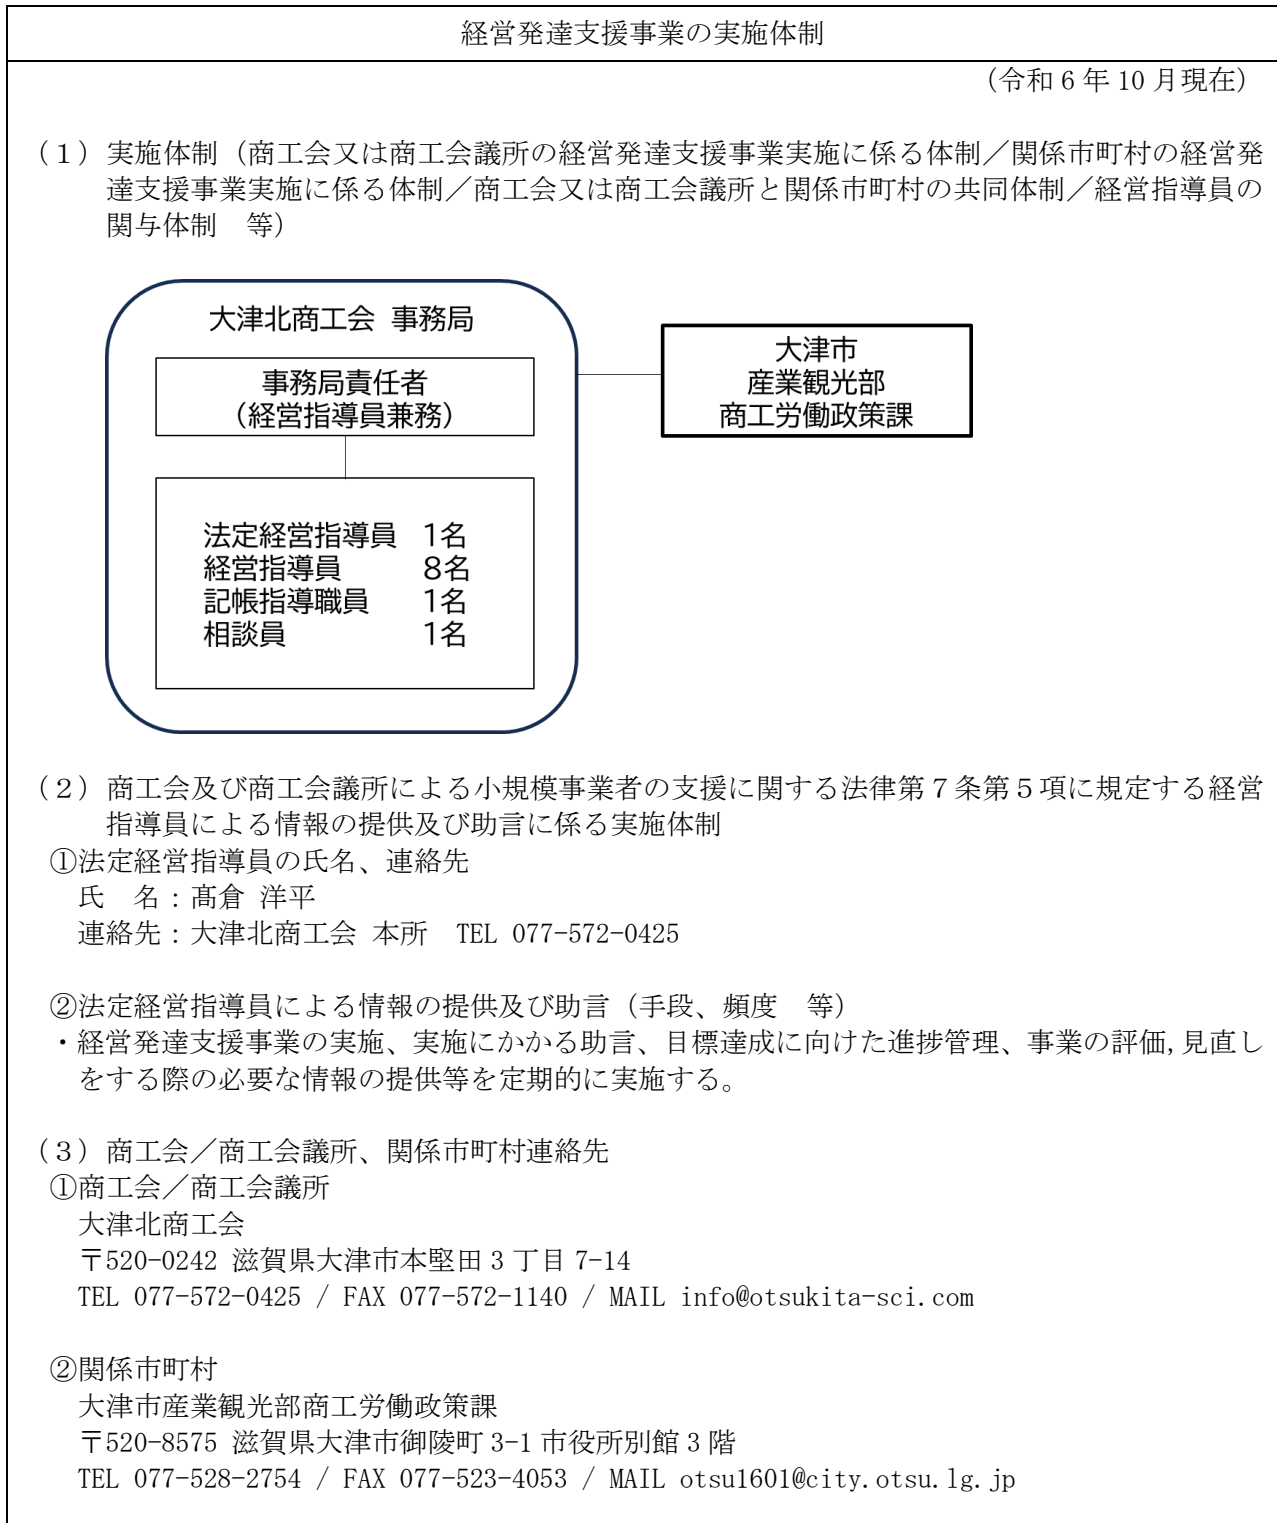 経営発達支援事業の実施体制
（令和６年 10 月現在）
（１）実施体制（商工会又は商工会議所の経営発達支援事業実施に係る体制／関係市町村の経営発
達支援事業実施に係る体制／商工会又は商工会議所と関係市町村の共同体制／経営指導員の
関与体制　等）
大津北商工会 事務局
事務局責任者
（経営指導員兼務）
法定経営指導員　1名
経営指導員　8名
記帳指導職員　1名
相談員　1名
大津市
産業観光部
商工労働政策課
（２）商工会及び商工会議所による小規模事業者の支援に関する法律第７条第５項に規定する経営
指導員による情報の提供及び助言に係る実施体制
①法定経営指導員の氏名、連絡先
氏　名：髙倉 洋平
連絡先：大津北商工会 本所　TEL 077-572-0425
②法定経営指導員による情報の提供及び助言（手段、頻度　等）
・経営発達支援事業の実施、実施にかかる助言、目標達成に向けた進捗管理、事業の評価,見直し
をする際の必要な情報の提供等を定期的に実施する。
（３）商工会／商工会議所、関係市町村連絡先
①商工会／商工会議所
大津北商工会
〒520-0242 滋賀県大津市本堅田３丁目 7-14
TEL 077-572-0425 / FAX 077-572-1140 / MAIL info@otsukita-sci.com
②関係市町村
大津市産業観光部商工労働政策課
〒520-8575 滋賀県大津市御陵町 3-1 市役所別館３階
TEL 077-528-2754 / FAX 077-523-4053 / MAIL otsu1601@city.otsu.lg.jp